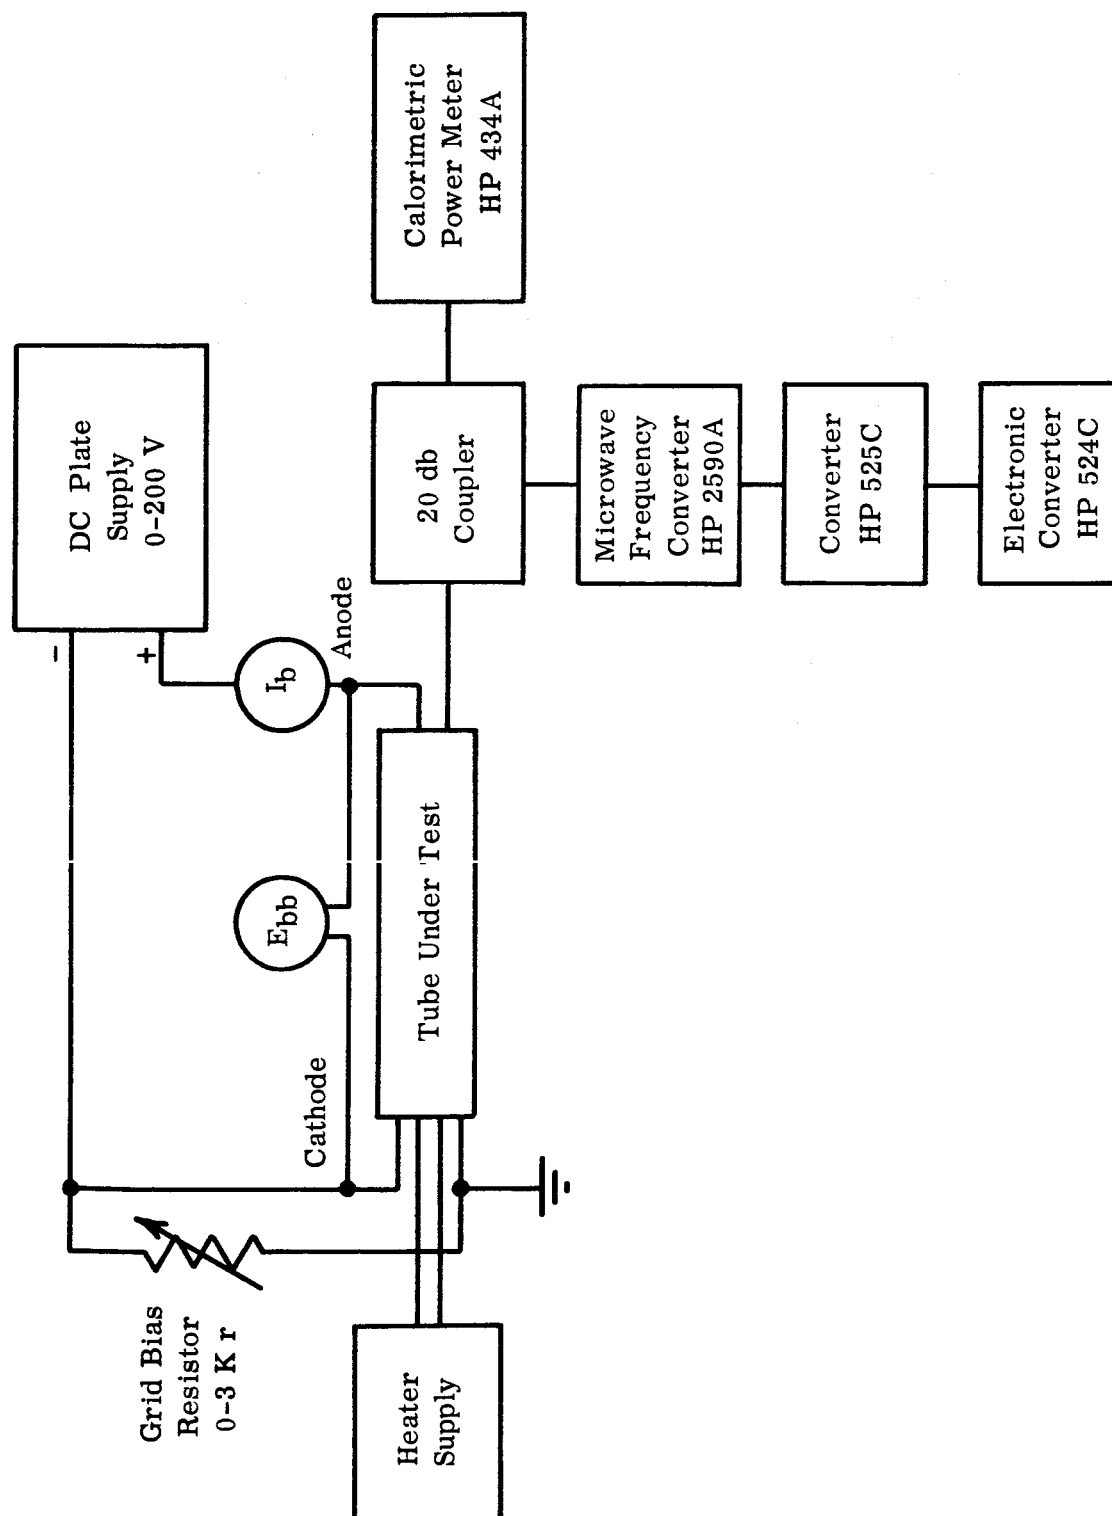 Grid Bias
Resistor
0-3 K r
DC Plate
Supply
0-200 V
-
+
Ib
Anode
Ebb
Cathode
Heater
Supply
Tube Under Test
20 db
Coupler
Calorimetric
Power Meter
HP 434A
Microwave
Frequency
Converter
HP 2590A
Converter
HP 525C
Electronic
Converter
HP 524C